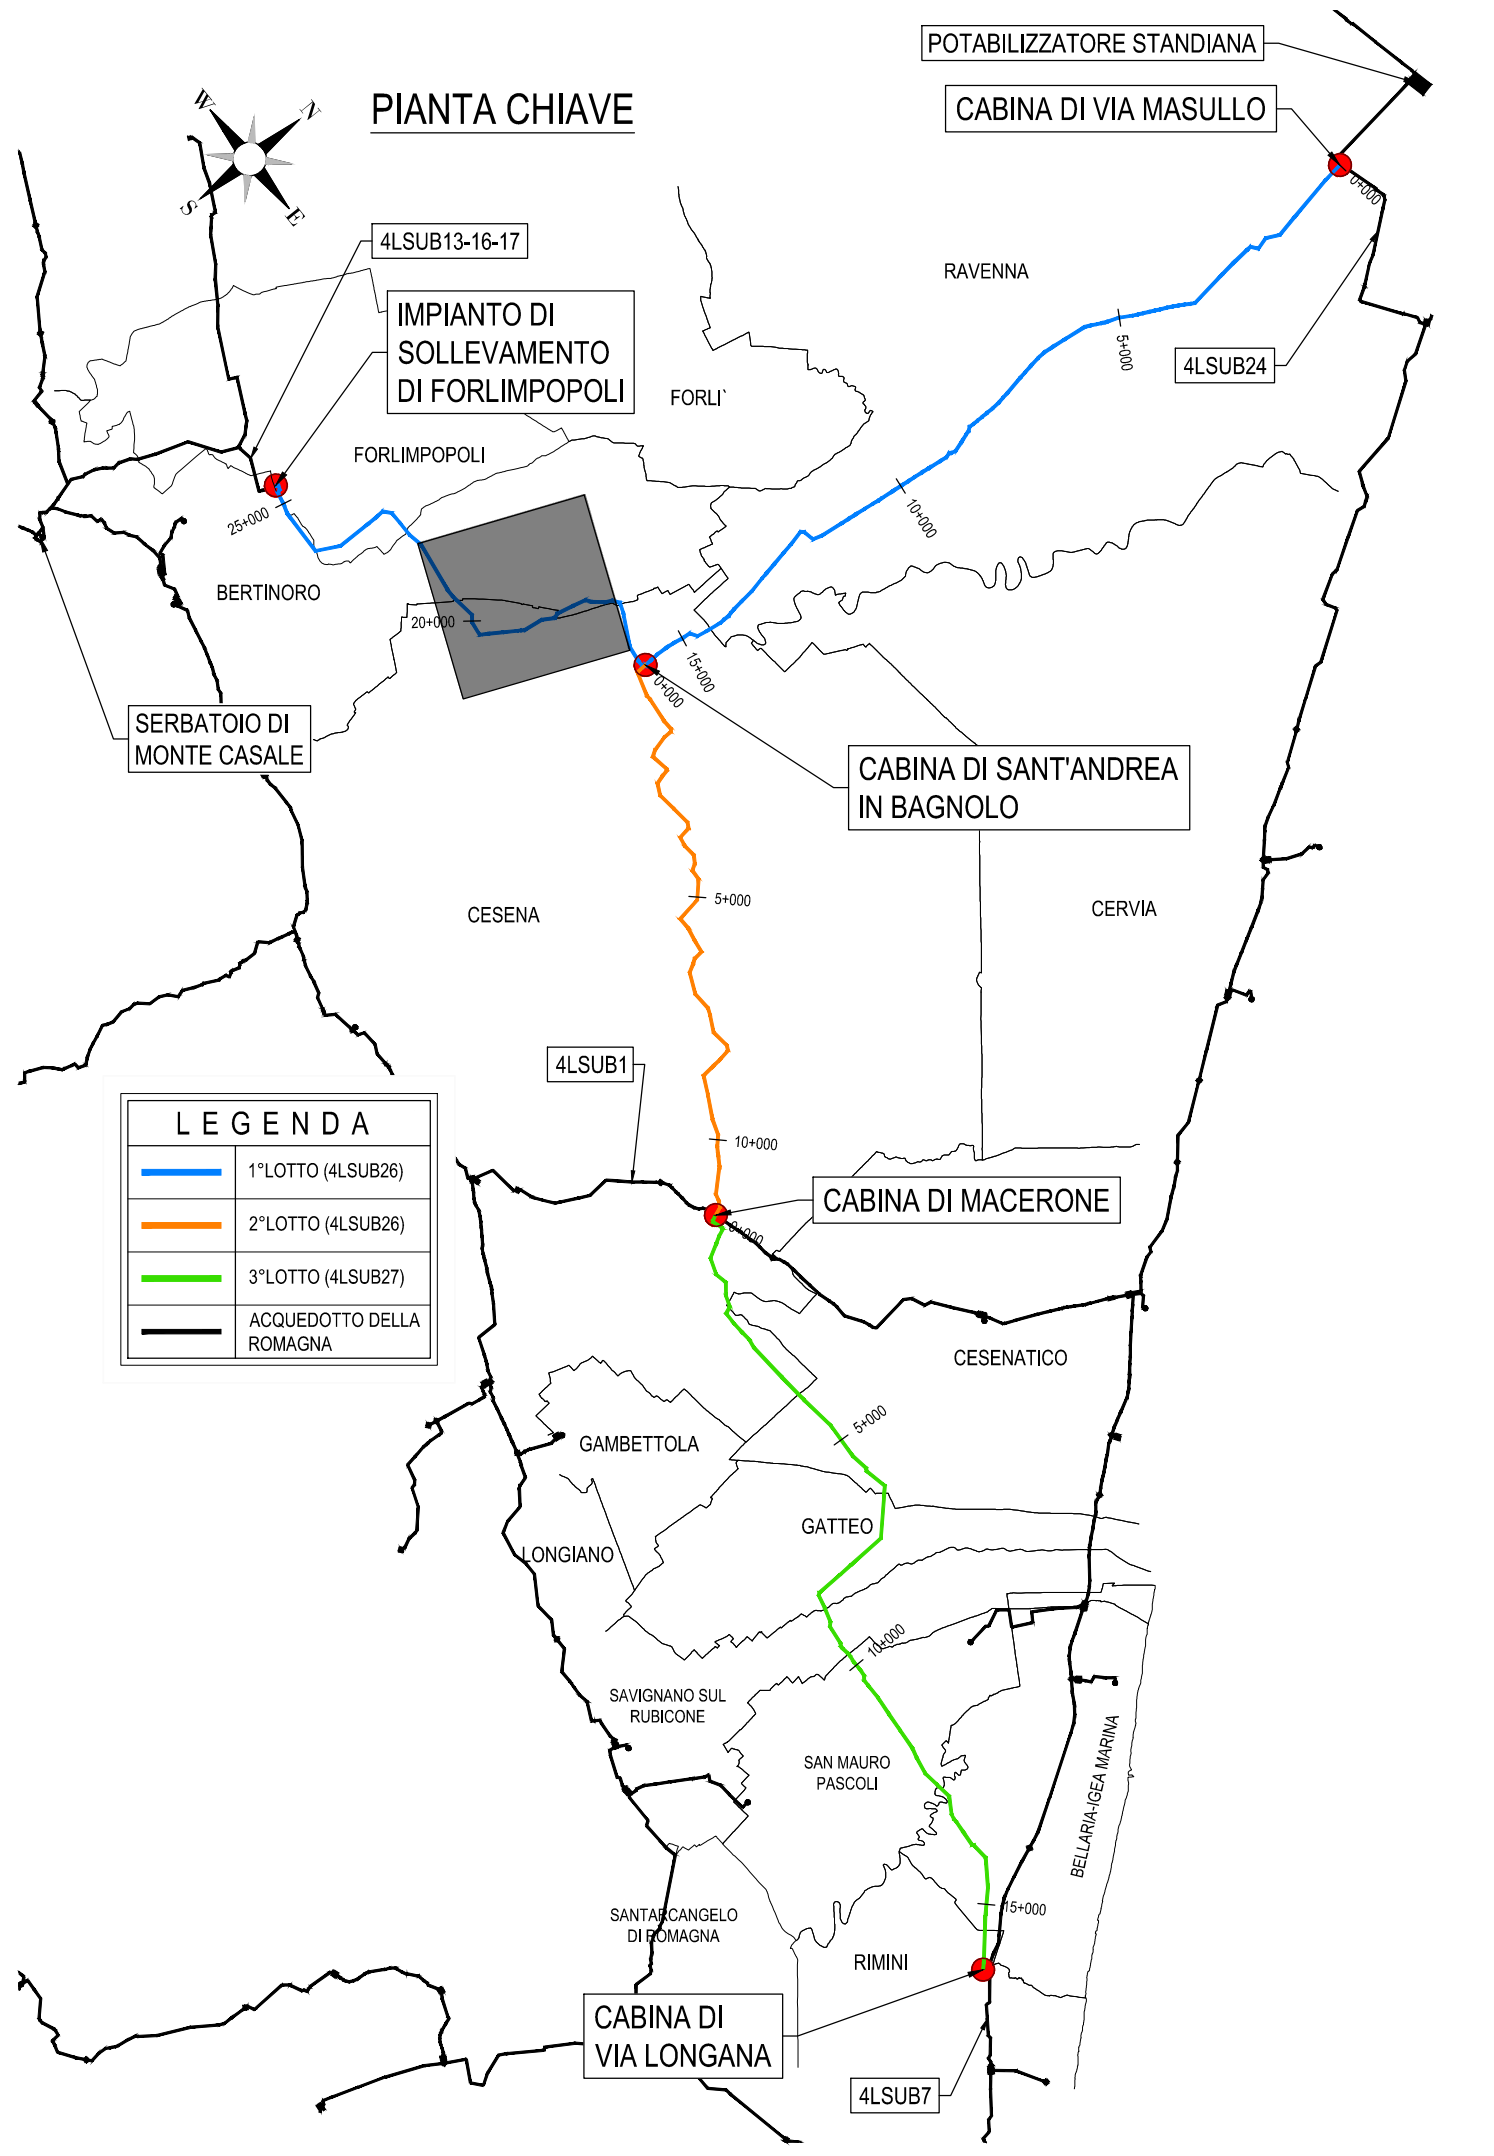 POTABILIZZATORE STANDIANA
PIANTA CHIAVE
CABINA DI VIA MASULLO
W
N
S
E
0+000
4LSUB13-16-17
RAVENNA
IMPIANTO DI
SOLLEVAMENTO
DI FORLIMPOPOLI
5+000
4LSUB24
FORLI`
FORLIMPOPOLI
25+000
10+000
BERTINORO
20+000
15+000
0+000
SERBATOIO DI
MONTE CASALE
CABINA DI SANT'ANDREA
IN BAGNOLO
5+000
CESENA
CERVIA
4LSUB1
10+000
LEGENDA
1°LOTTO (4LSUB26)
2°LOTTO (4LSUB26)
3°LOTTO (4LSUB27)
ACQUEDOTTO DELLA
ROMAGNA
CABINA DI MACERONE
0+000
CESENATICO
5+000
GAMBETTOLA
GATTEO
LONGIANO
10+000
SAVIGNANO SUL
RUBICONE
SAN MAURO
PASCOLI
BELLARIA-IGEA MARINA
15+000
SANTARCANGELO
DI ROMAGNA
RIMINI
CABINA DI
VIA LONGANA
4LSUB7